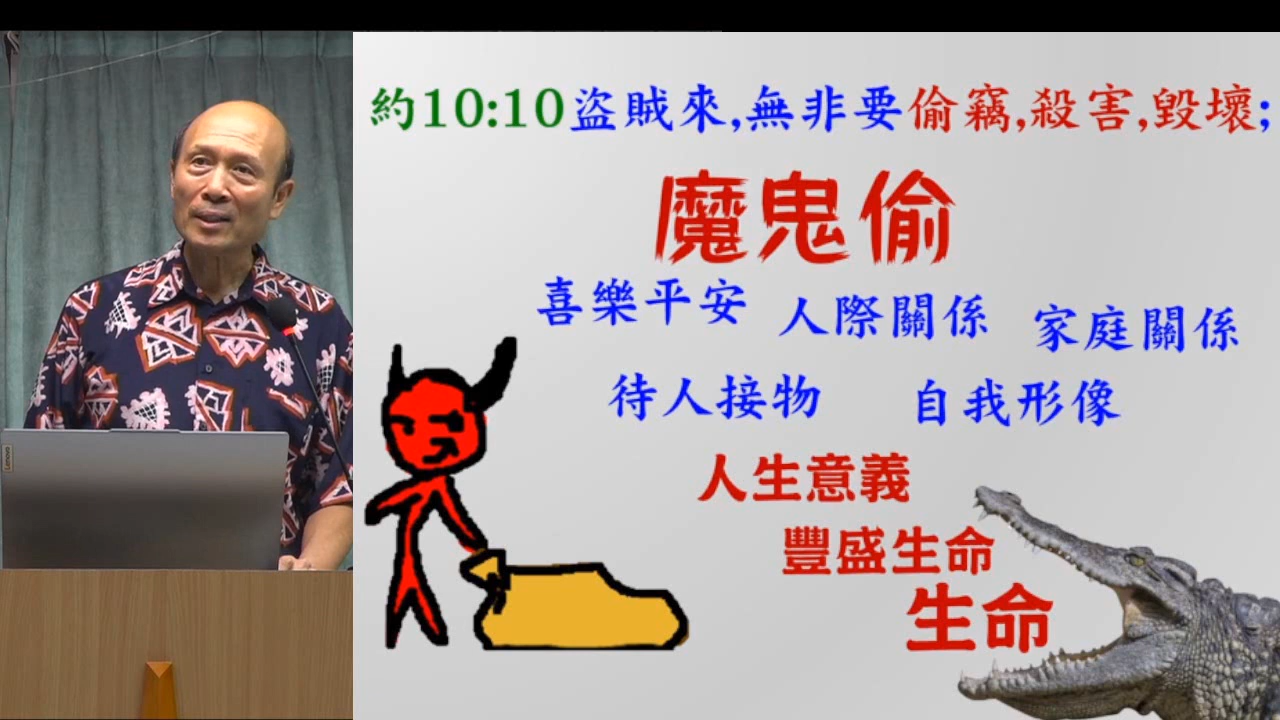 約10:10盜賊來,無非要偷竊,殺害,毀壞;
魔鬼偷
喜樂平安 人際關係 家庭關係
待人接物 自我形像
人生意義
豐盛生命
生命
Lenovo